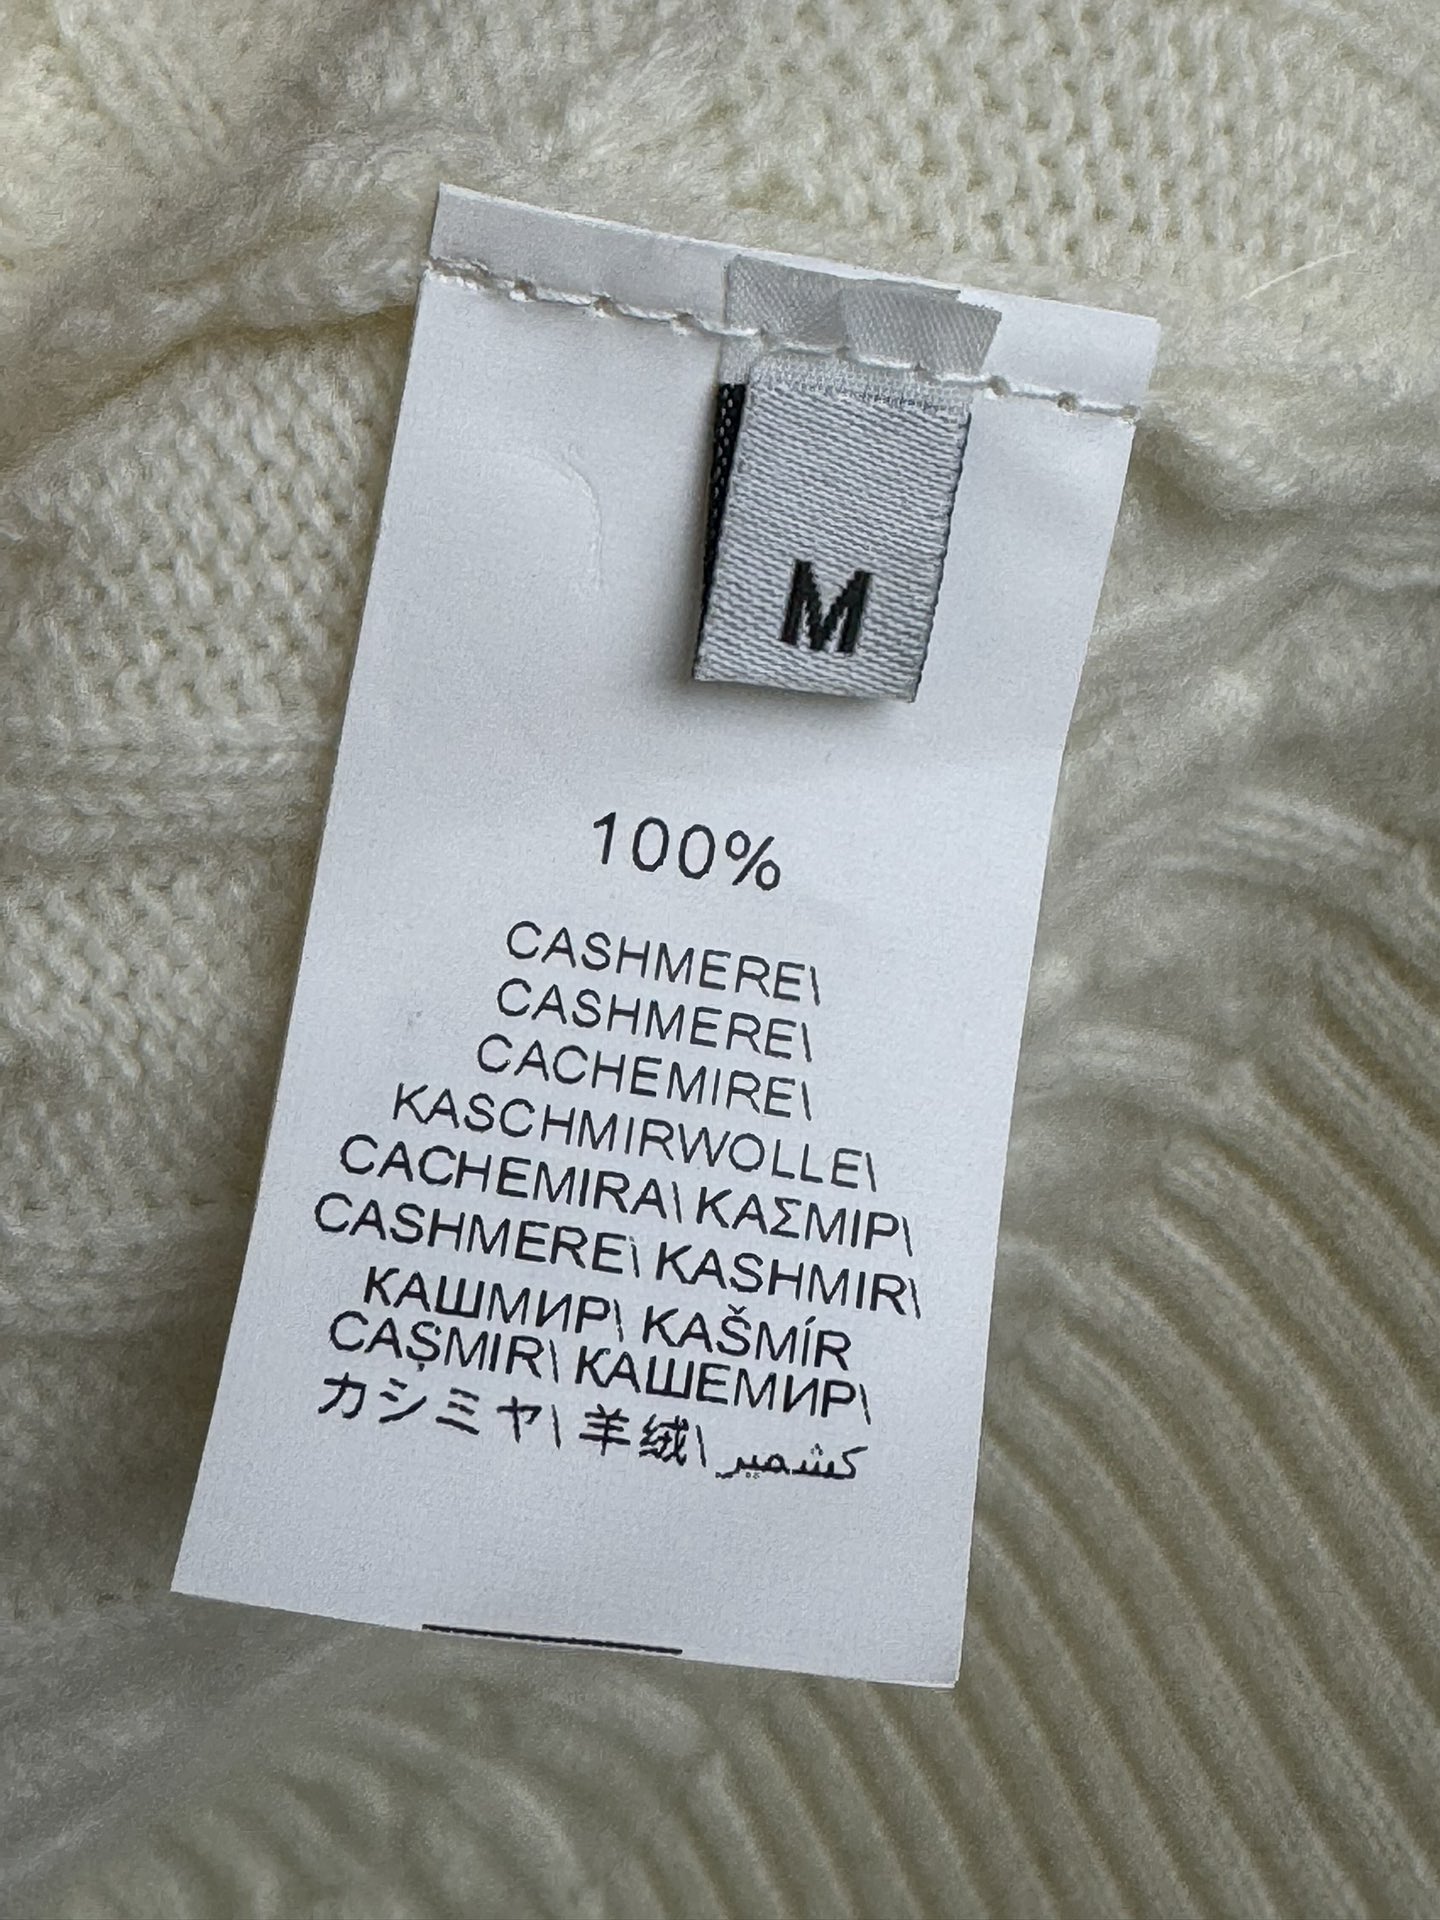 M
100%
CASHMERE\
CASHMERE\
CACHEMIRE\
KASCHMIRWOLLE\
CACHEMIRA\ ΚΑΣΜΙΡ\
CASHMERE\ KASHMIR\
КАШМИР\ KAŠMÍR
CAȘMIR\ КАШЕМИР\
カシミヤ\ 羊绒\ كشمير